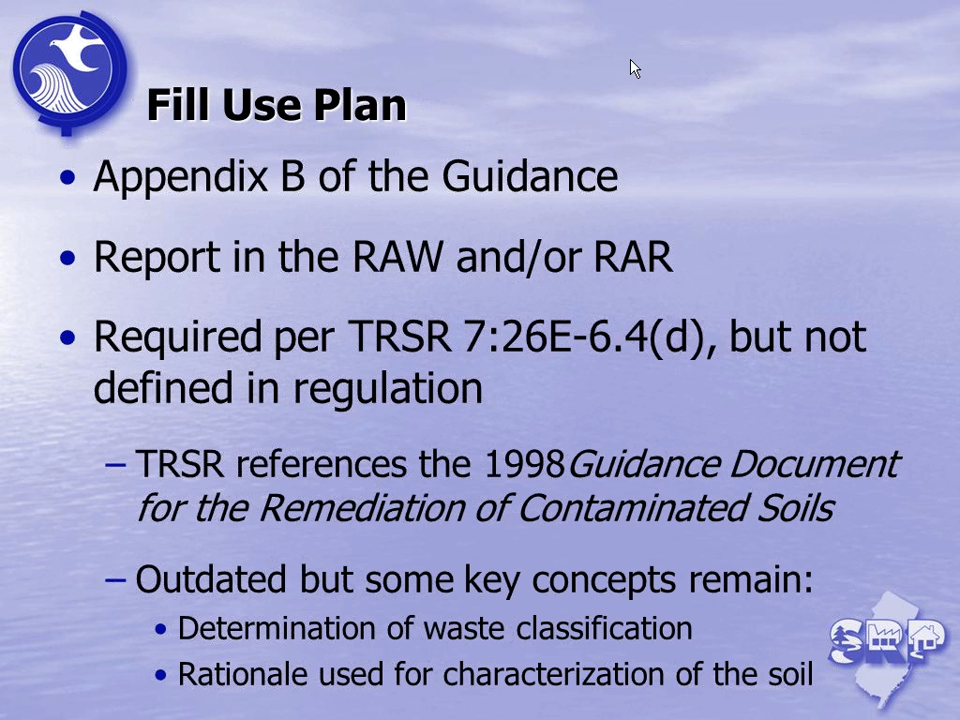 Fill Use Plan
• Appendix B of the Guidance
• Report in the RAW and/or RAR
• Required per TRSR 7:26E-6.4(d), but not
defined in regulation
– TRSR references the 1998Guidance Document
for the Remediation of Contaminated Soils
– Outdated but some key concepts remain:
• Determination of waste classification
• Rationale used for characterization of the soil
SRP